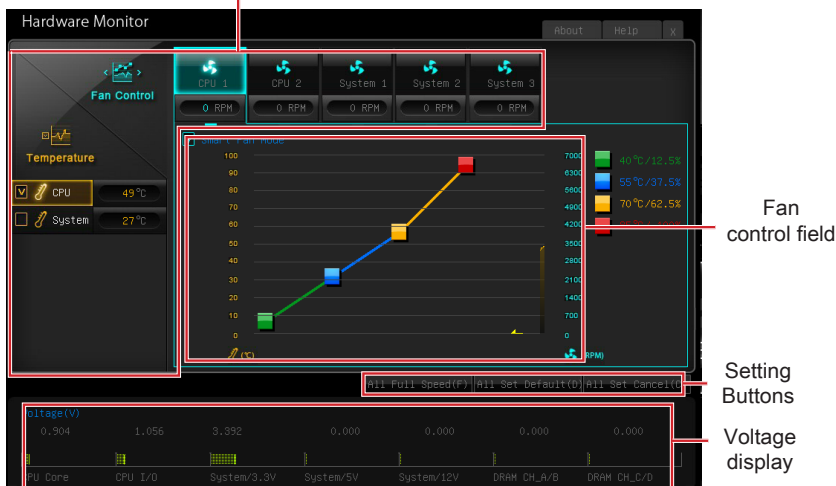 Hardware Monitor
About Help X
Fan Control
Temperature
CPU 1 CPU 2 System 1 System 2 System 3
0 RPM 0 RPM 0 RPM 0 RPM 0 RPM
V CPU 49°C
System 27°C
Smart Fan Mode
100
90
80
70
60
50
40
30
20
10
0
(°C)
7000
6300
5600
4900
4200
3500
2800
2100
1400
700
0
(RPM)
40°C/12.5%
55°C/37.5%
70°C/62.5%
Fan
control field
All Full Speed(F) All Set Default(D) All Set Cancel(C
Setting
Buttons
Voltage(V)
0.904 1.056 3.392 0.000 0.000 0.000 0.000
CPU Core CPU I/O System/3.3V System/5V System/12V DRAM CH_A/B DRAM CH_C/D
Voltage
display